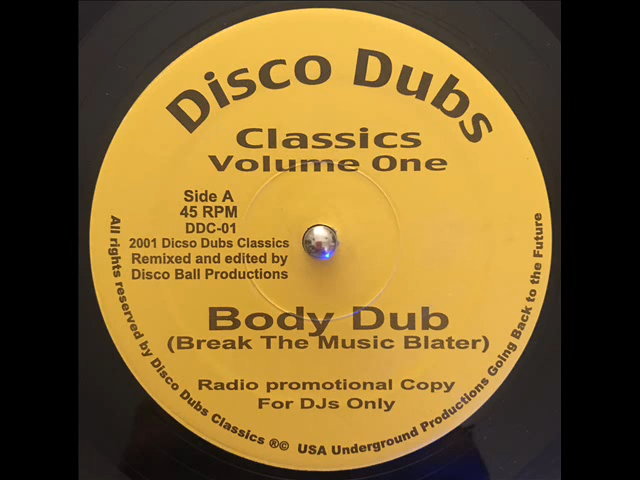 Disco Dubs
Classics
Volume One
Side A
45 RPM
DDC-01
2001 Dicso Dubs Classics
Remixed and edited by
Disco Ball Productions
Body Dub
(Break The Music Blater)
Radio promotional Copy
For DJs Only
All rights reserved by Disco Dubs Classics ®© USA Underground Productions Going Back to the Future